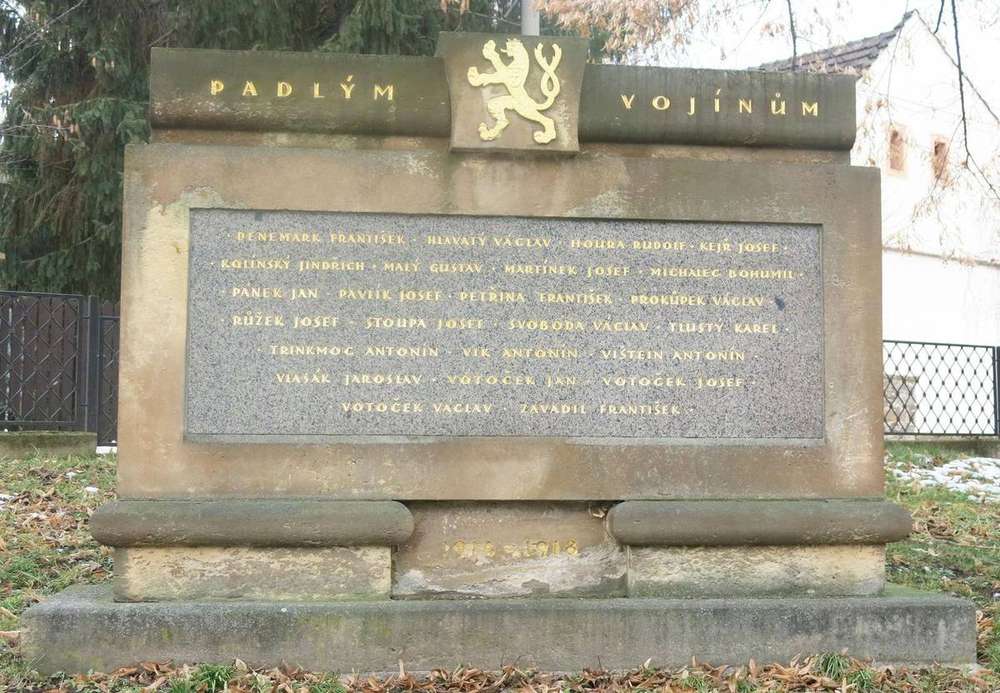 PADLÝM VOJÍNŮM
· DENEMARK FRANTIŠEK · HLAVATÝ VÁCLAV · HOURA RUDOLF · KEJŘ JOSEF ·
· KOLINSKÝ JINDŘICH · MALÝ GUSTAV · MARTÍNEK JOSEF · MICHALEC BOHUMIL ·
· PÁNEK JAN · PAVLÍK JOSEF · PETŘINA FRANTIŠEK · PROKŮPEK VÁCLAV ·
RŮŽEK JOSEF · STOUPA JOSEF · SVOBODA VÁCLAV · TLUSTÝ KAREL ·
· TRINKMOC ANTONÍN · VIK ANTONÍN · VIŠTEIN ANTONÍN ·
VLASÁK JAROSLAV · VOTOČEK JAN · VOTOČEK JOSEF ·
VOTOČEK VÁCLAV · ZAVADIL FRANTIŠEK ·
1914 - 1918